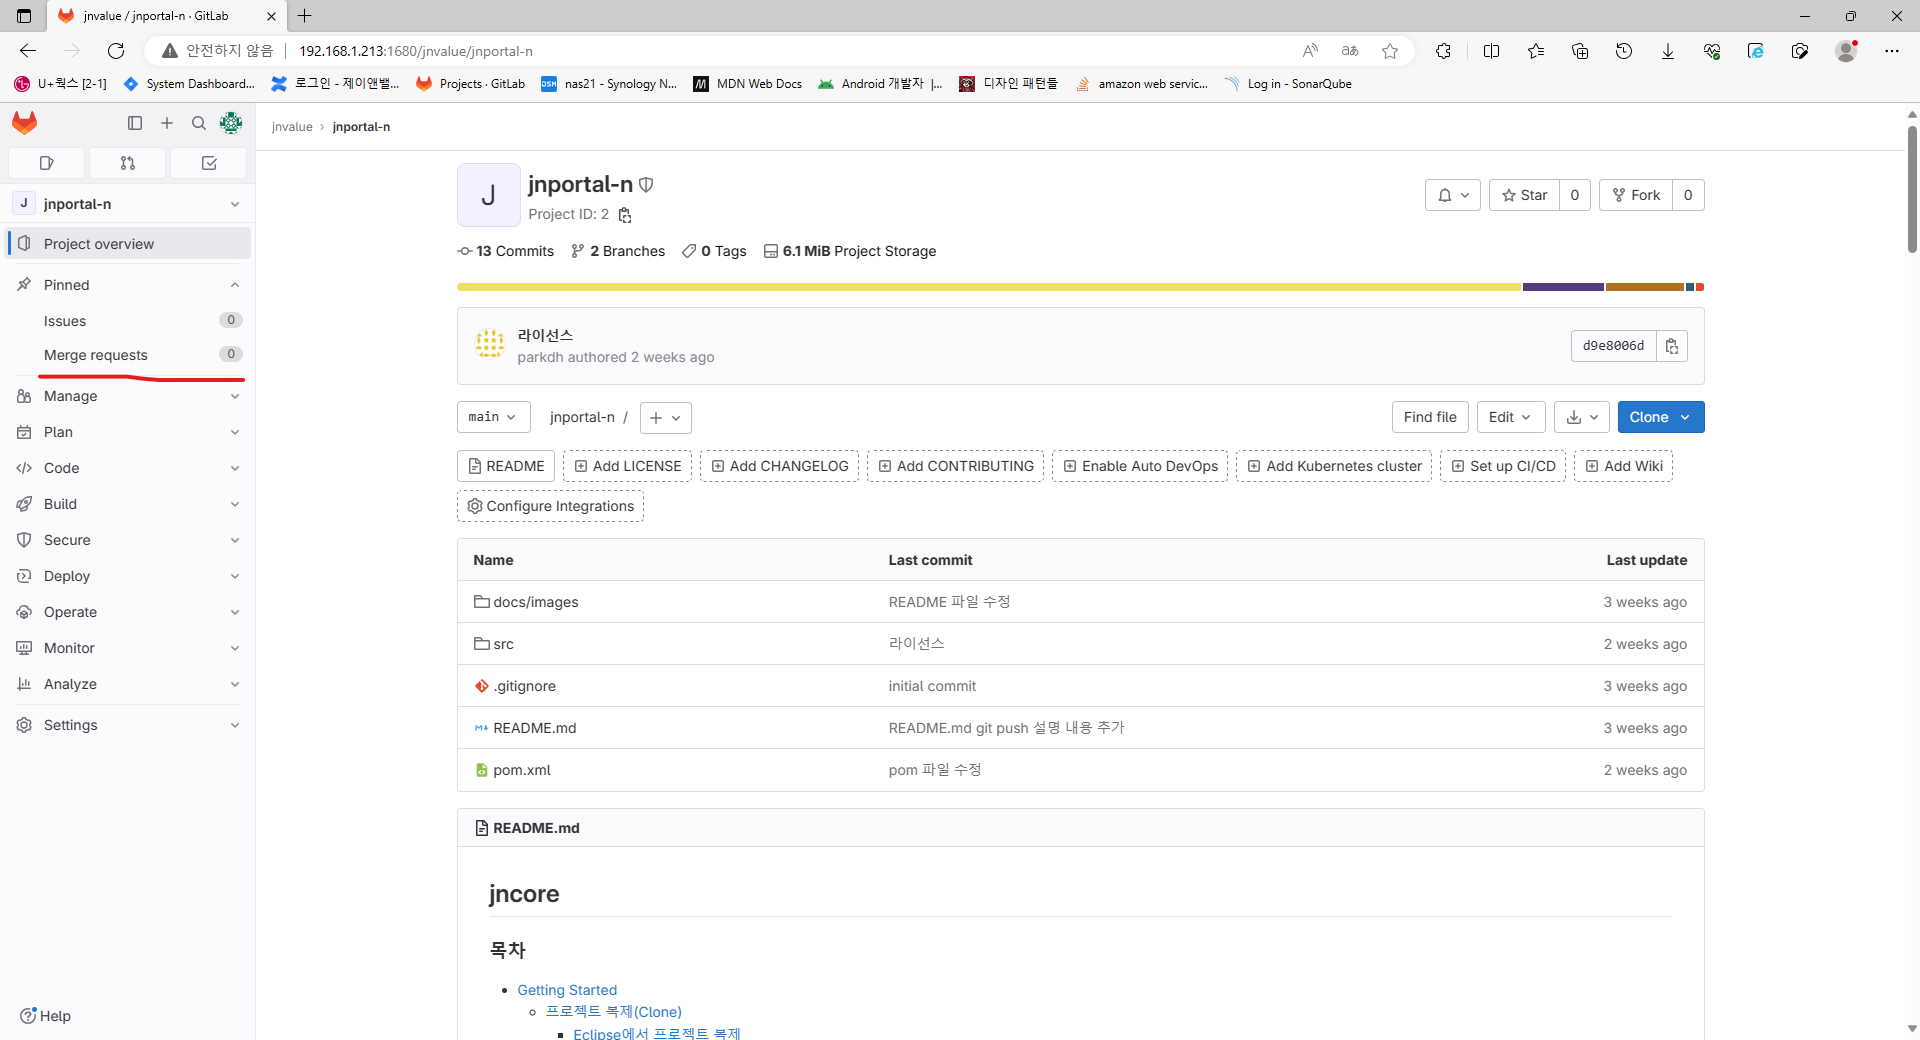 jnvalue / jnportal-n · GitLab
안전하지 않음
192.168.1.213:1680/jnvalue/jnportal-n
U+웍스 [2-1]
System Dashboard...
로그인 - 제이앤밸...
Projects · GitLab
nas21 - Synology N...
MDN Web Docs
Android 개발자 |...
디자인 패턴들
amazon web servic...
Log in - SonarQube
jnvalue › jnportal-n
J jnportal-n
Project overview
Pinned
Issues 0
Merge requests 0
Manage
Plan
Code
Build
Secure
Deploy
Operate
Monitor
Analyze
Settings
Help
J
jnportal-n
Project ID: 2
Star 0
Fork 0
13 Commits 2 Branches 0 Tags 6.1 MiB Project Storage
라이선스
parkdh authored 2 weeks ago
d9e8006d
main
jnportal-n /
Find file
Edit
Clone
README
Add LICENSE
Add CHANGELOG
Add CONTRIBUTING
Enable Auto DevOps
Add Kubernetes cluster
Set up CI/CD
Add Wiki
Configure Integrations
Name Last commit Last update
docs/images README 파일 수정 3 weeks ago
src 라이선스 2 weeks ago
.gitignore initial commit 3 weeks ago
README.md README.md git push 설명 내용 추가 3 weeks ago
pom.xml pom 파일 수정 2 weeks ago
README.md
jncore
목차
Getting Started
프로젝트 복제(Clone)
Eclipse에서 프로젝트 복제